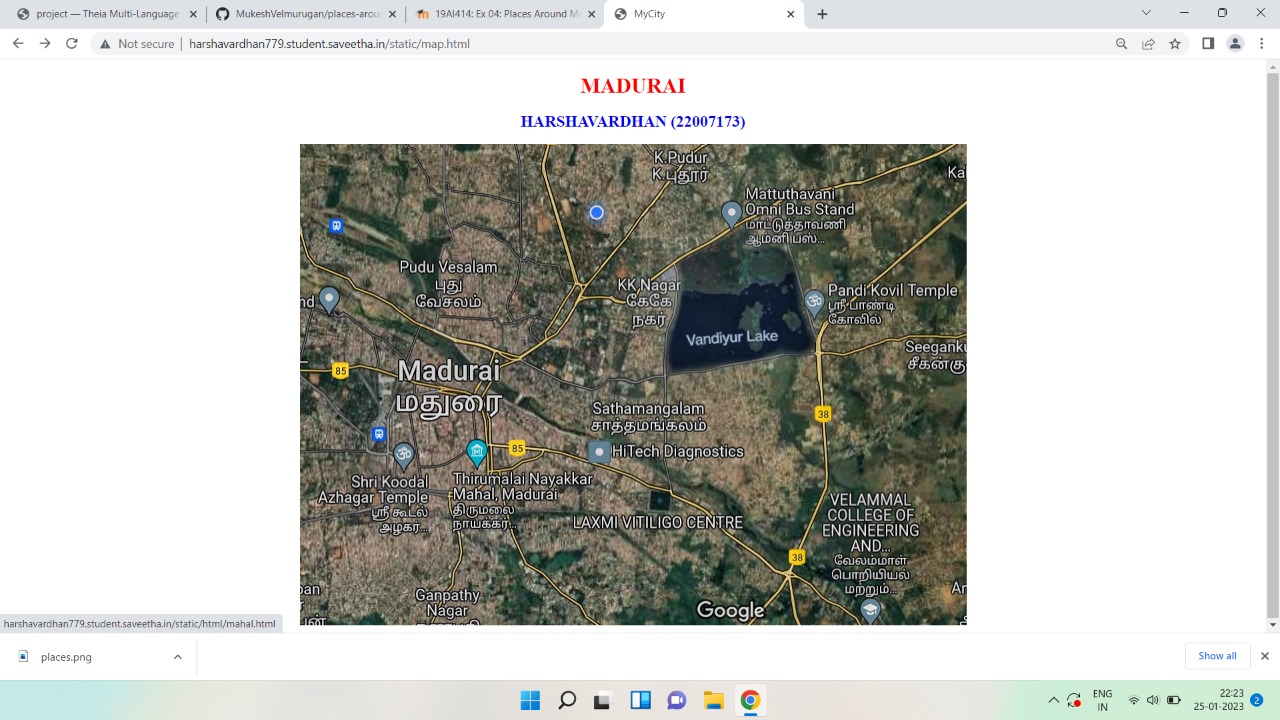 project — Theia Multi-Language
MukeshVelmurugan/places-arou
19AI414: Ex 04: Places Around Ma
MyCity
Not secure
harshavardhan779.student.saveetha.in/static/map.html
MADURAI
HARSHAVARDHAN (22007173)
K.Pudur
K.புதூர்
Mattuthavani
Omni Bus Stand
மாட்டுத்தாவணி
ஆம்னி பஸ்...
Pudu Vesalam
புது
வேசலம்
KK Nagar
கேகே
நகர்
Pandi Kovil Temple
ஸ்ரீ பாண்டி
கோவில்
nd
Vandiyur Lake
Seeganku
சீகன்கு
85
Madurai
மதுரை
Sathamangalam
சாத்தமங்கலம்
38
85
HiTech Diagnostics
Shri Koodal
Azhagar Temple
ஸ்ரீ கூடல்
அழகர்...
Thirumalai Nayakkar
Mahal, Madurai
திருமலை
நாயக்கர்...
LAXMI VITILIGO CENTRE
VELAMMAL
COLLEGE OF
ENGINEERING
AND...
வேலம்மாள்
பொறியியல்
மற்றும்...
38
Ganpathy
Nagar
Google
harshavardhan779.student.saveetha.in/static/html/mahal.html
places.png
Show all
ENG
IN
22:23
25-01-2023
2